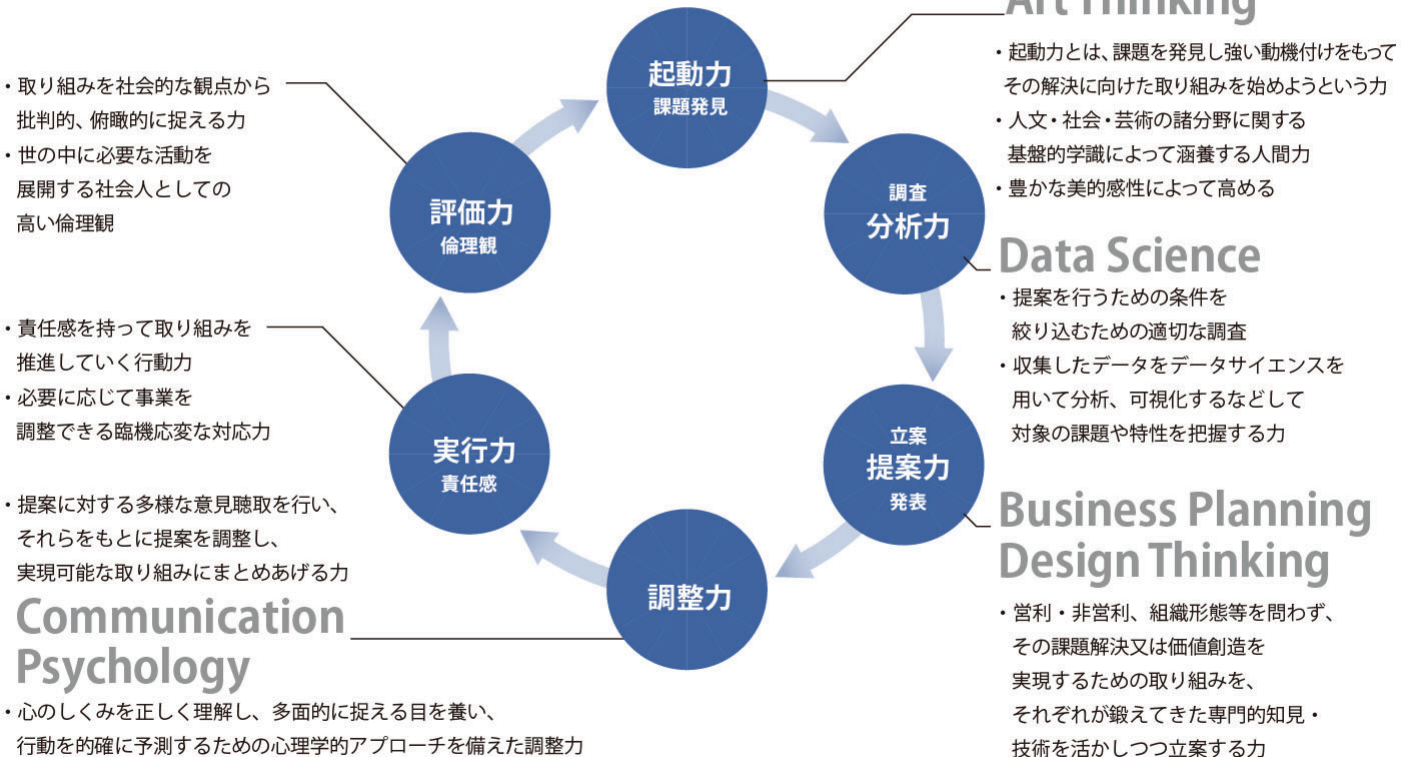 Art Thinking
・起動力とは、課題を発見し強い動機付けをもって
その解決に向けた取り組みを始めようという力
・人文・社会・芸術の諸分野に関する
基盤的学識によって涵養する人間力
・豊かな美的感性によって高める
起動力
課題発見
調査
分析力
Data Science
・提案を行うための条件を
絞り込むための適切な調査
・収集したデータをデータサイエンスを
用いて分析、可視化するなどして
対象の課題や特性を把握する力
立案
提案力
発表
Business Planning
Design Thinking
・営利・非営利、組織形態等を問わず、
その課題解決又は価値創造を
実現するための取り組みを、
それぞれが鍛えてきた専門的知見・
技術を活かしつつ立案する力
調整力
・提案に対する多様な意見聴取を行い、
それらをもとに提案を調整し、
実現可能な取り組みにまとめあげる力
Communication
Psychology
・心のしくみを正しく理解し、多面的に捉える目を養い、
行動を的確に予測するための心理学的アプローチを備えた調整力
実行力
責任感
・責任感を持って取り組みを
推進していく行動力
・必要に応じて事業を
調整できる臨機応変な対応力
評価力
倫理観
・取り組みを社会的な観点から
批判的、俯瞰的に捉える力
・世の中に必要な活動を
展開する社会人としての
高い倫理観